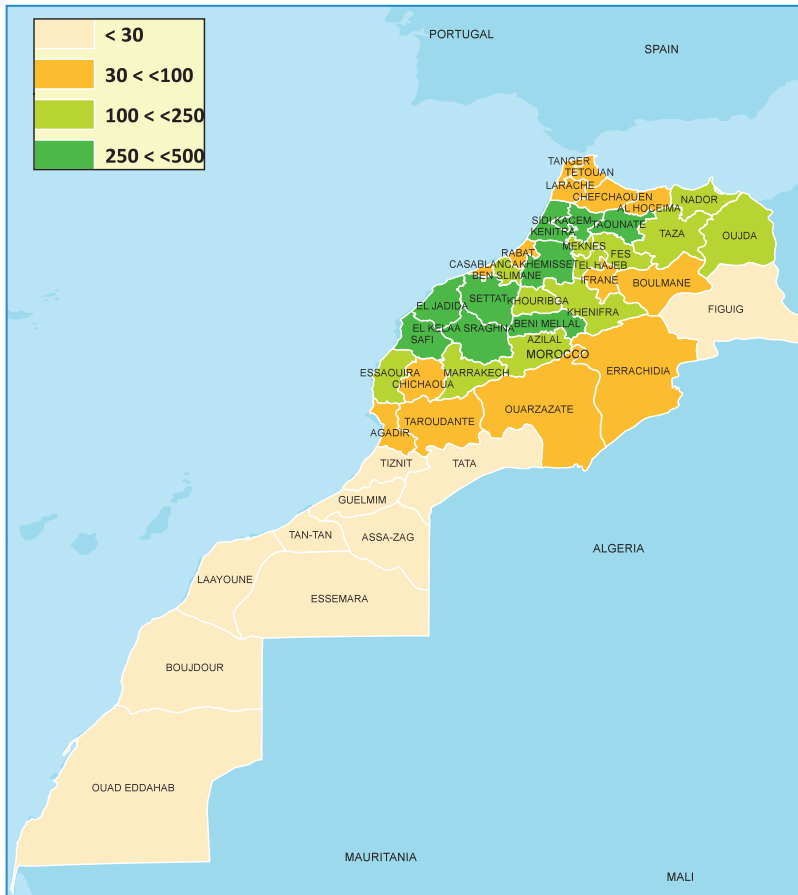 < 30
30 < <100
100 < <250
250 < <500
PORTUGAL
SPAIN
TANGER
TETOUAN
LARACHE
CHEFCHAOUEN
AL HOCEIMA
NADOR
SIDI KACEM
TAOUNATE
KENITRA
TAZA
OUJDA
MEKNES
FES
RABAT
CASABLANCA
KHEMISSET
EL HAJEB
BEN SLIMANE
IFRANE
BOULMANE
SETTAT
KHOURIBGA
EL JADIDA
KHENIFRA
FIGUIG
EL KELAA SRAGHNA
BENI MELLAL
SAFI
AZILAL
MOROCCO
ESSAOUIRA
MARRAKECH
ERRACHIDIA
CHICHAOUA
OUARZAZATE
TAROUDANTE
AGADIR
TIZNIT
TATA
GUELMIM
TAN-TAN
ASSA-ZAG
ALGERIA
LAAYOUNE
ESSEMARA
BOUJDOUR
OUAD EDDAHAB
MAURITANIA
MALI